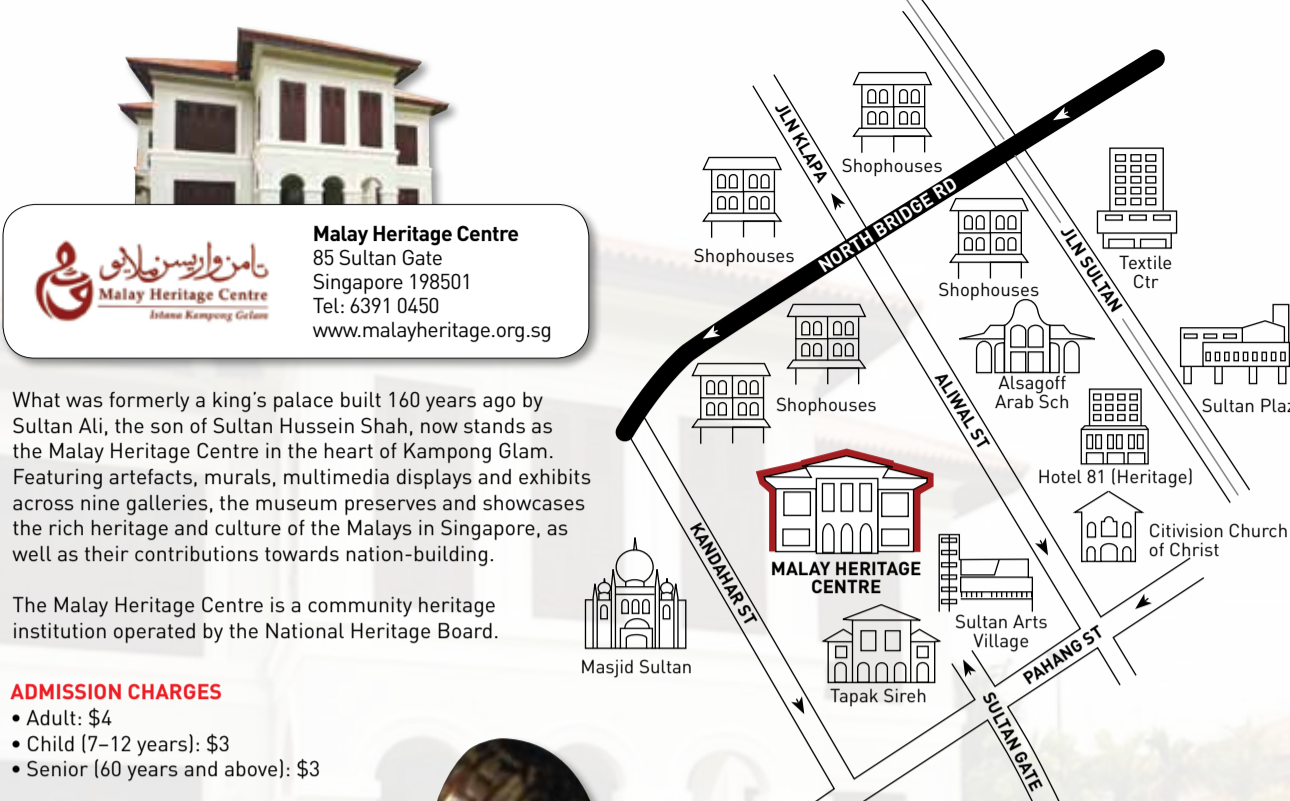 تامن واريسن ملايو
Malay Heritage Centre
Istana Kampong Gelam
Malay Heritage Centre
85 Sultan Gate
Singapore 198501
Tel: 6391 0450
www.malayheritage.org.sg
What was formerly a king’s palace built 160 years ago by
Sultan Ali, the son of Sultan Hussein Shah, now stands as
the Malay Heritage Centre in the heart of Kampong Glam.
Featuring artefacts, murals, multimedia displays and exhibits
across nine galleries, the museum preserves and showcases
the rich heritage and culture of the Malays in Singapore, as
well as their contributions towards nation-building.
The Malay Heritage Centre is a community heritage
institution operated by the National Heritage Board.
ADMISSION CHARGES
• Adult: $4
• Child (7–12 years): $3
• Senior (60 years and above): $3
JLN KLAPA
Shophouses
Shophouses
NORTH BRIDGE RD
Shophouses
JLN SULTAN
Textile
Ctr
Shophouses
ALIWAL ST
Alsagoff
Arab Sch
Sultan Plaz
Hotel 81 (Heritage)
Citivision Church
of Christ
KANDAHAR ST
MALAY HERITAGE
CENTRE
Masjid Sultan
Sultan Arts
Village
Tapak Sireh
PAHANG ST
SULTAN GATE